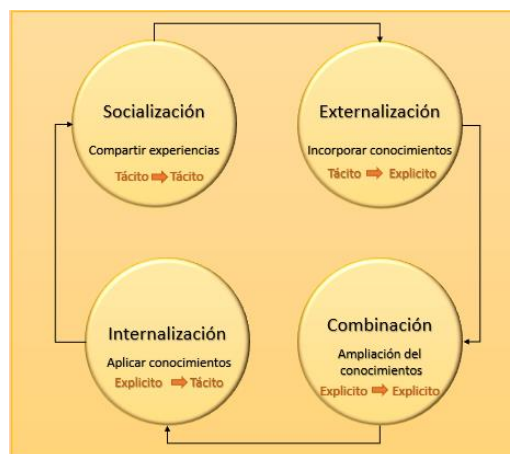 Socialización
Compartir experiencias
Tácito Tácito
Externalización
Incorporar conocimientos
Tácito Explicito
Combinación
Ampliación del
conocimientos
Explicito Explicito
Internalización
Aplicar conocimientos
Explicito Tácito